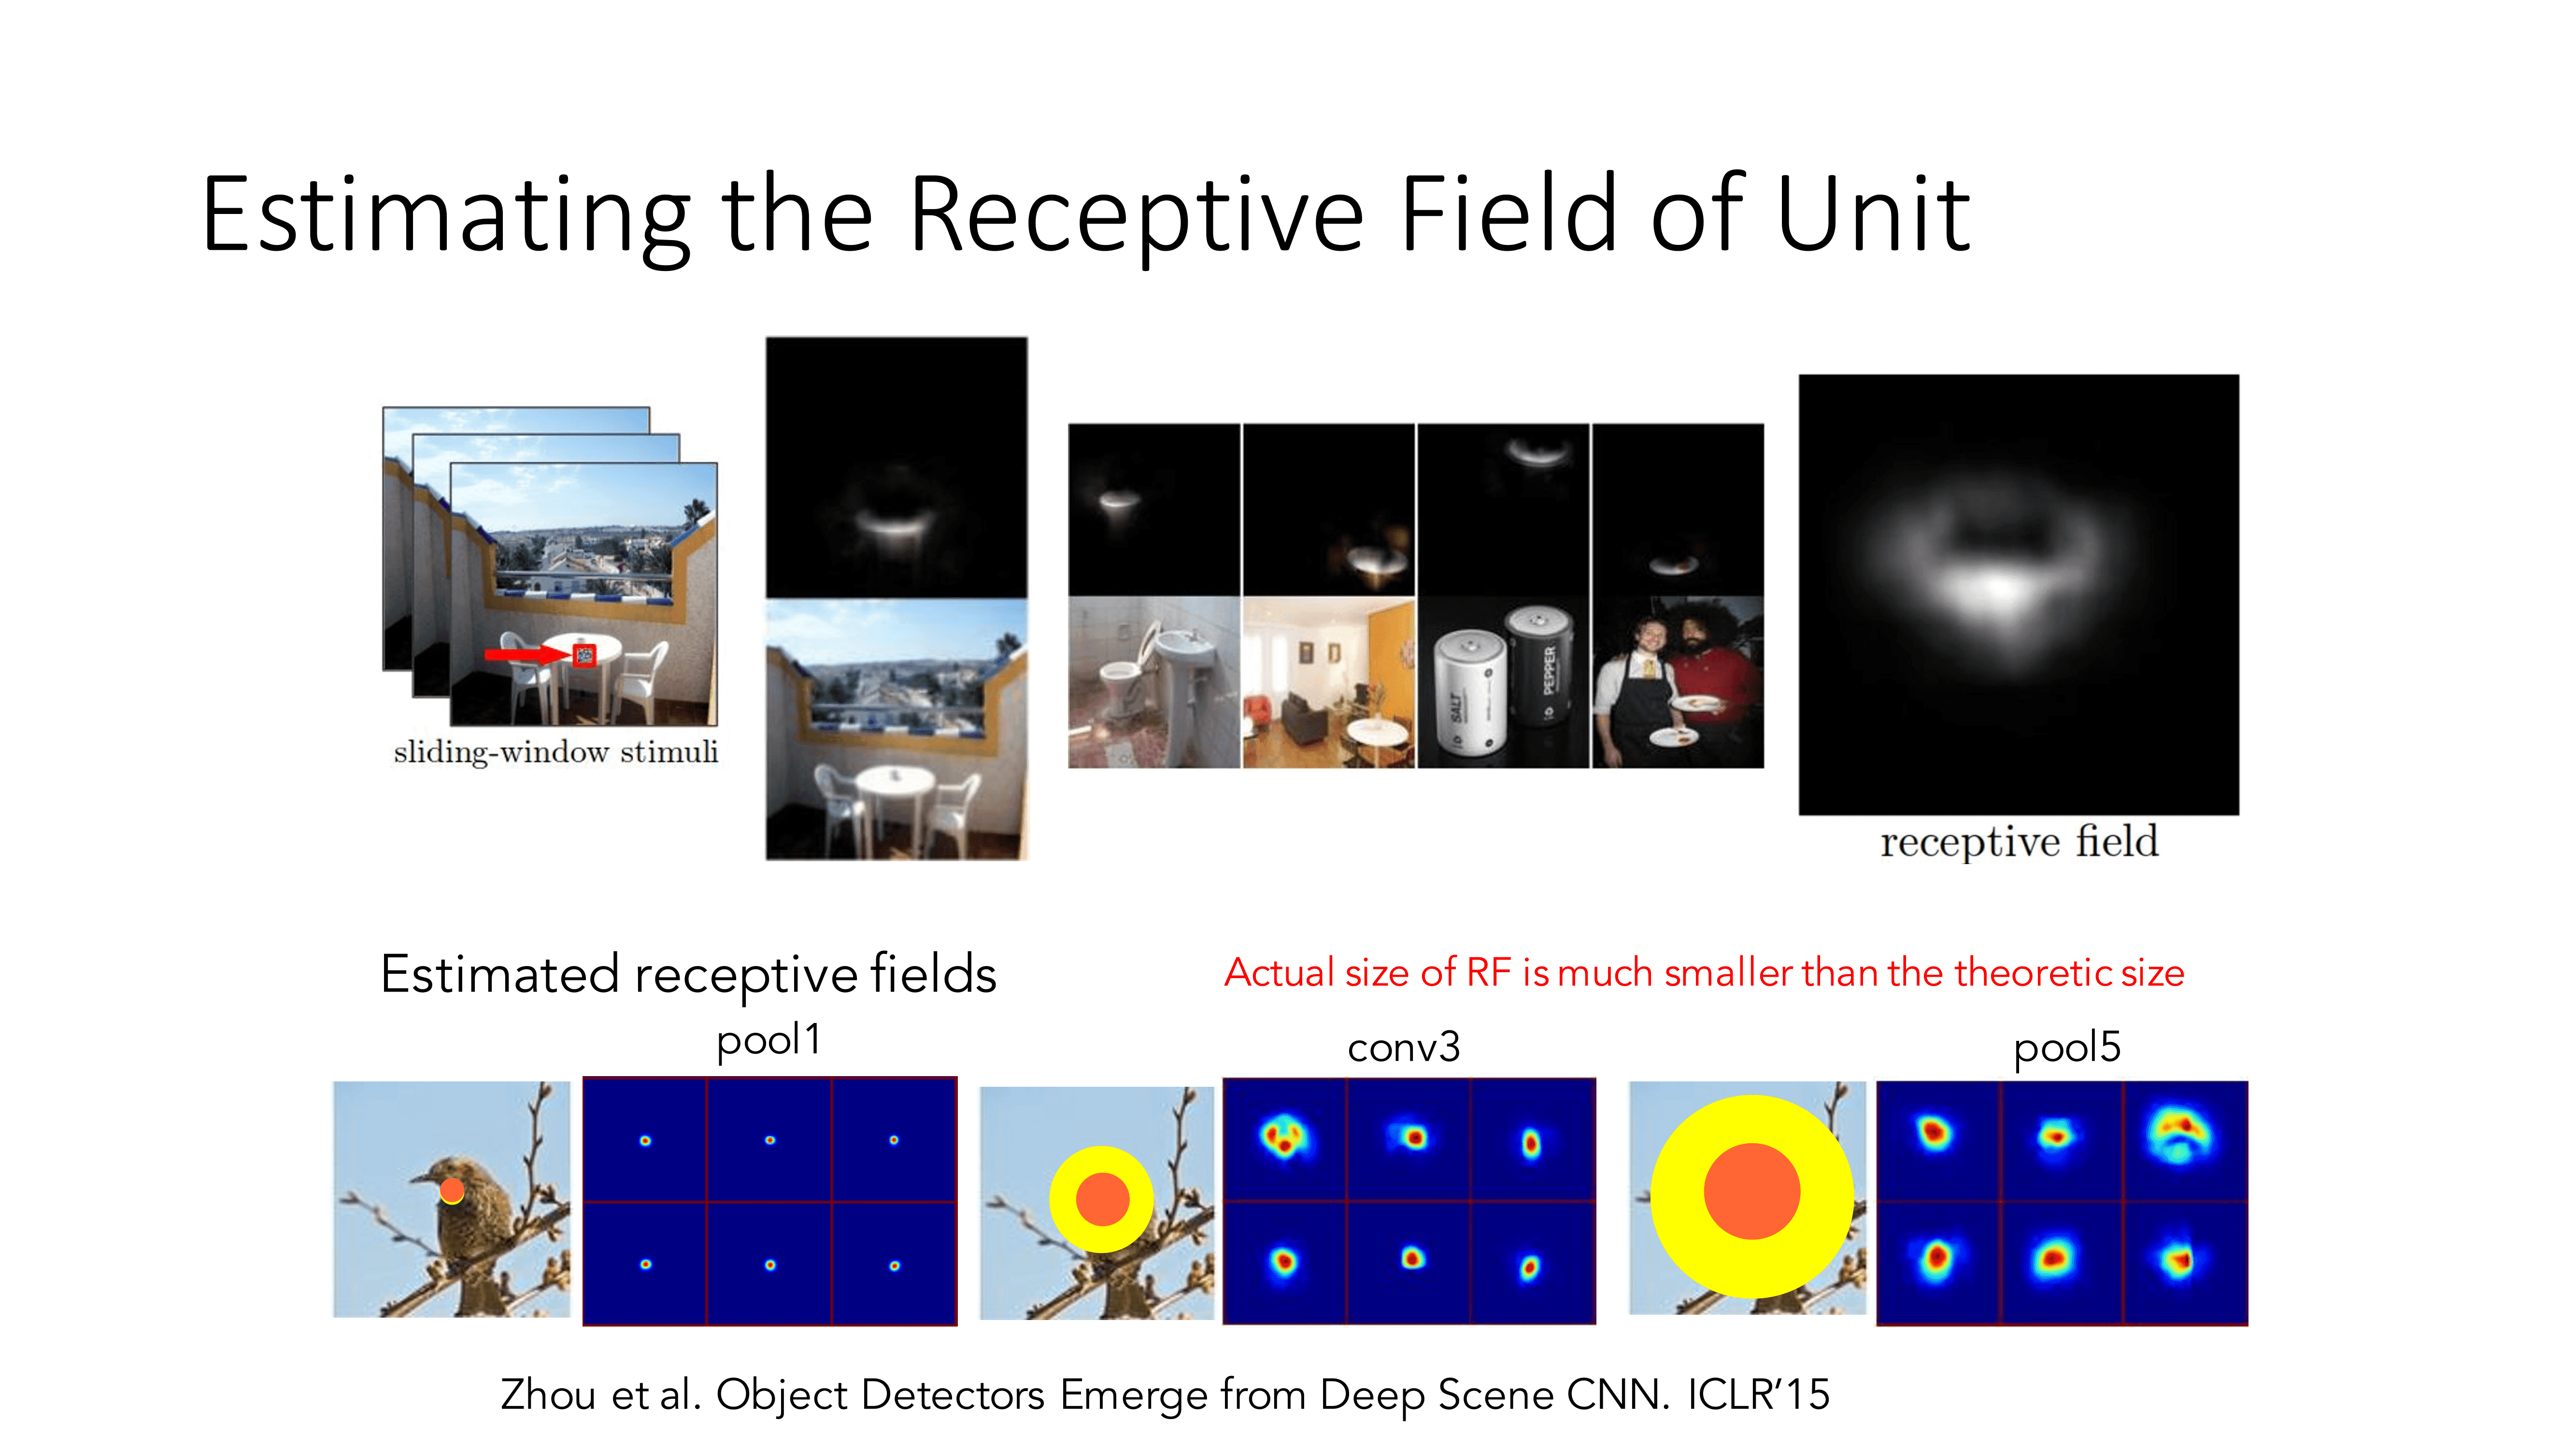 Estimating the Receptive Field of Unit
sliding-window stimuli
SALT
PEPPER
receptive field
Estimated receptive fields
Actual size of RF is much smaller than the theoretic size
pool1
conv3
pool5
Zhou et al. Object Detectors Emerge from Deep Scene CNN. ICLR’15